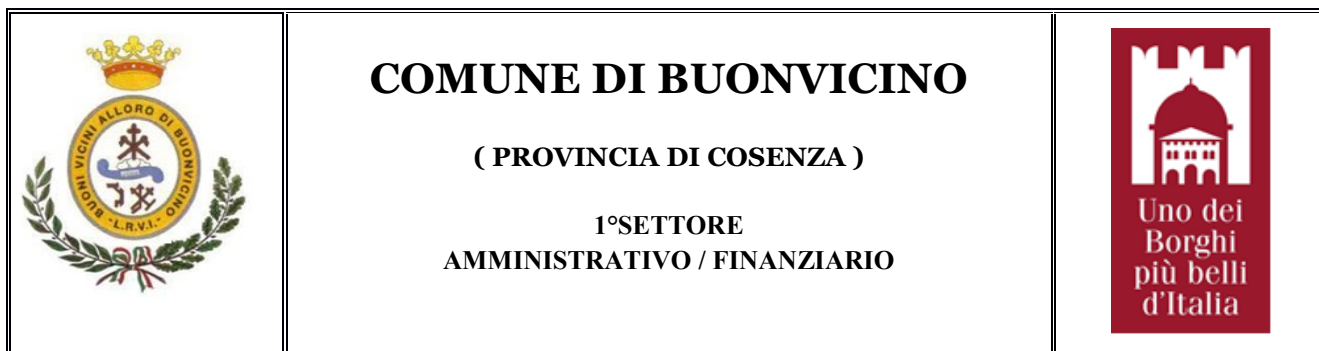 BUONI VICINI ALLORO DI BUONVICINO
-L.R.V.I.-
COMUNE DI BUONVICINO
( PROVINCIA DI COSENZA )
1°SETTORE
AMMINISTRATIVO / FINANZIARIO
Uno dei
Borghi
più belli
d'Italia